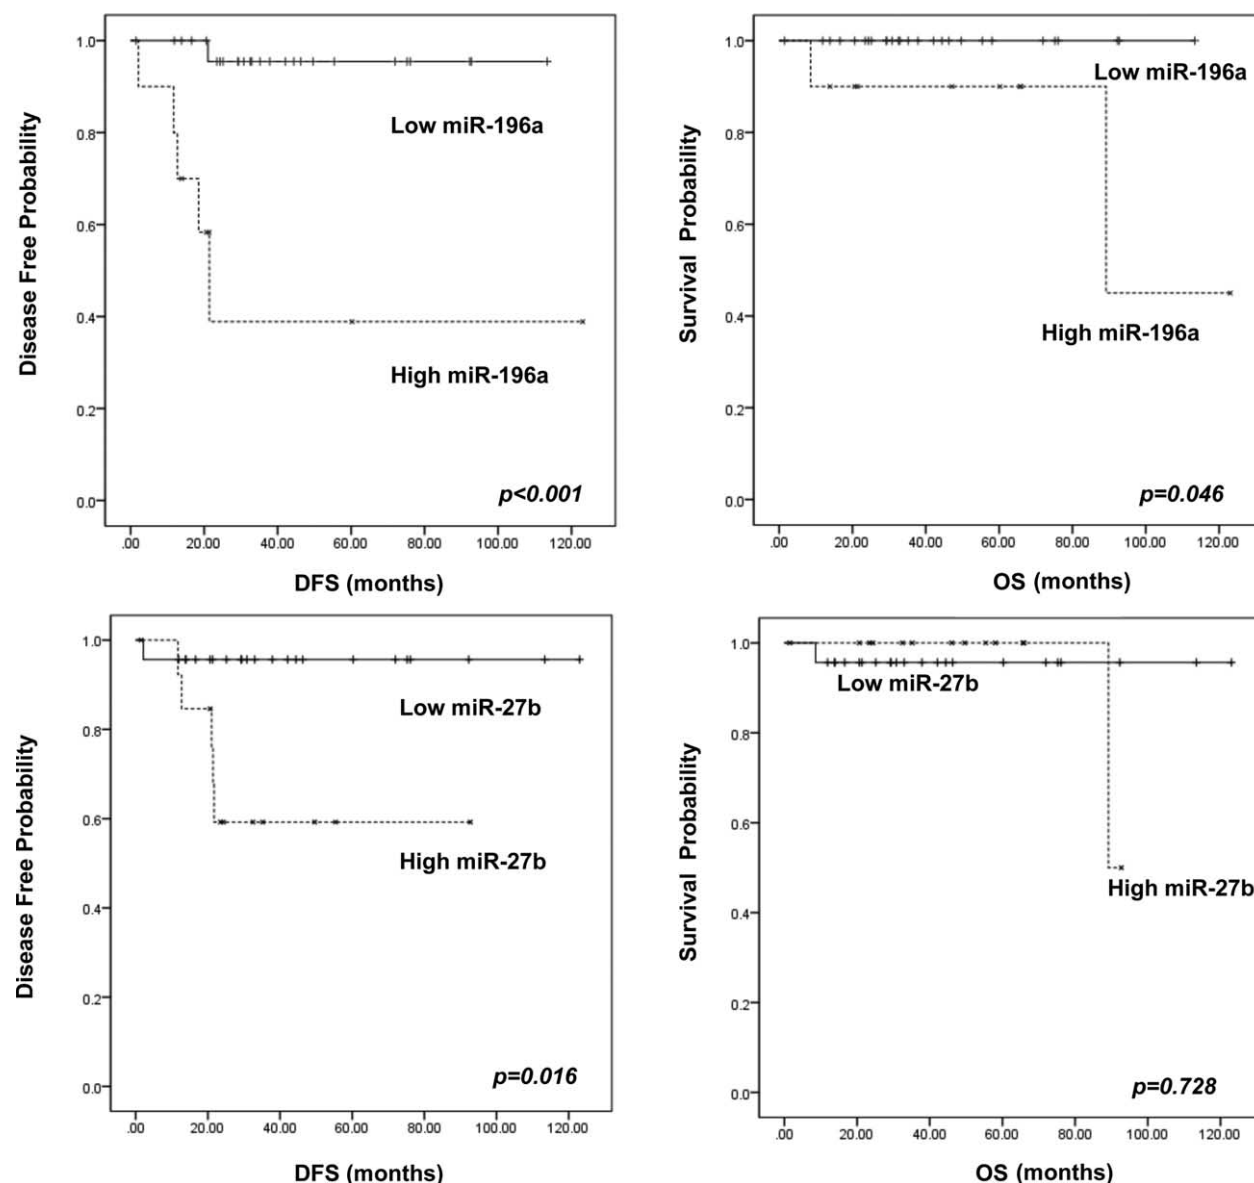 Disease Free Probability
1.0
0.8
0.6
0.4
0.2
0.0
Low miR-196a
High miR-196a
p<0.001
.00 20.00 40.00 60.00 80.00 100.00 120.00
DFS (months)
Survival Probability
1.0
0.8
0.6
0.4
0.2
0.0
Low miR-196a
High miR-196a
p=0.046
.00 20.00 40.00 60.00 80.00 100.00 120.00
OS (months)
Disease Free Probability
1.0
0.8
0.6
0.4
0.2
0.0
Low miR-27b
High miR-27b
p=0.016
.00 20.00 40.00 60.00 80.00 100.00 120.00
DFS (months)
Survival Probability
1.0
0.8
0.6
0.4
0.2
0.0
Low miR-27b
High miR-27b
p=0.728
.00 20.00 40.00 60.00 80.00 100.00 120.00
OS (months)